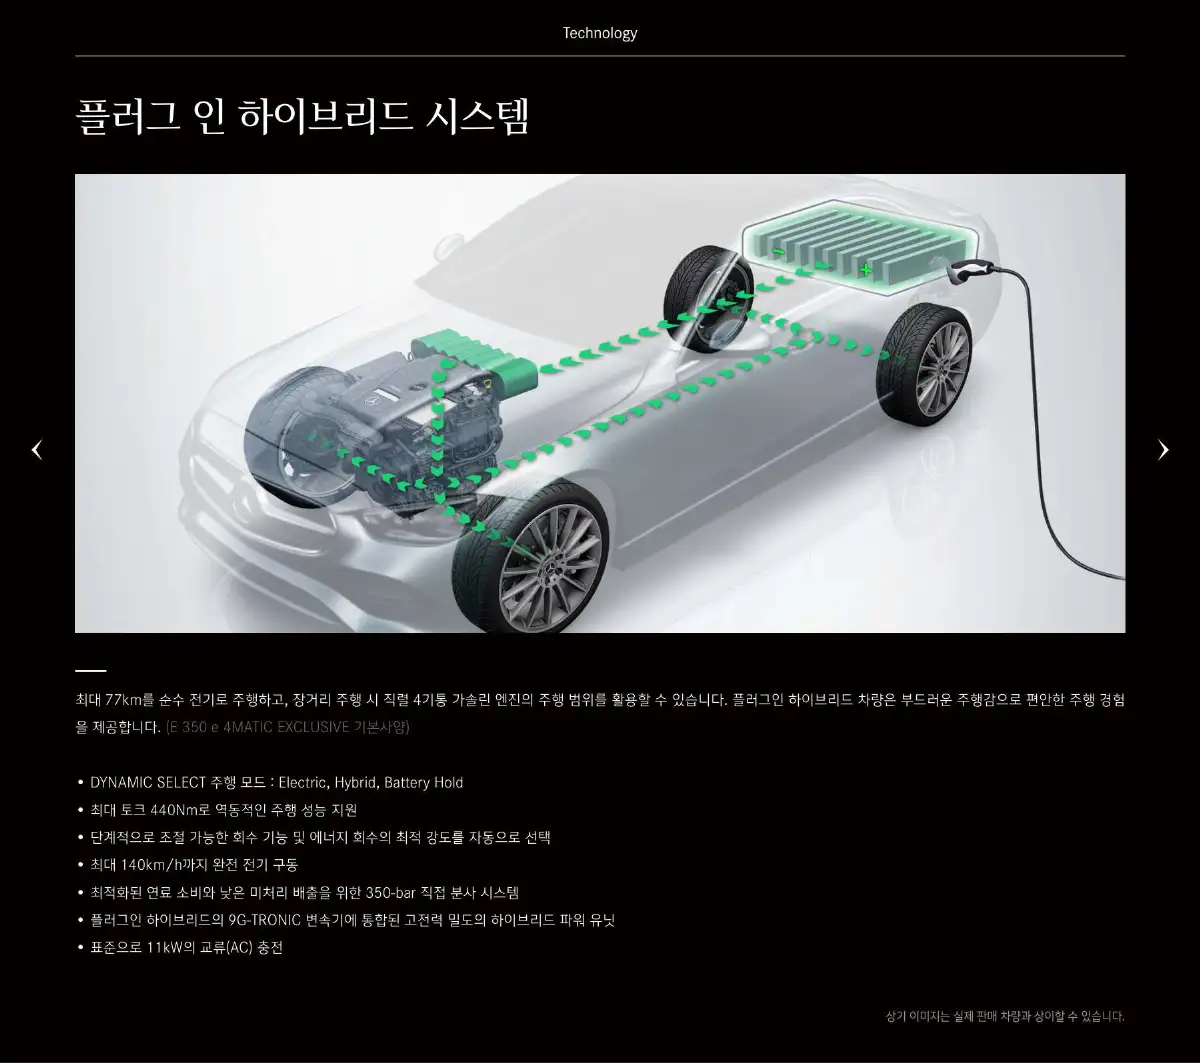 Technology
플러그 인 하이브리드 시스템
최대 77km를 순수 전기로 주행하고, 장거리 주행 시 직렬 4기통 가솔린 엔진의 주행 범위를 활용할 수 있습니다. 플러그인 하이브리드 차량은 부드러운 주행감으로 편안한 주행 경험
을 제공합니다. (E 350 e 4MATIC EXCLUSIVE 기본사양)
• DYNAMIC SELECT 주행 모드 : Electric, Hybrid, Battery Hold
• 최대 토크 440Nm로 역동적인 주행 성능 지원
• 단계적으로 조절 가능한 회수 기능 및 에너지 회수의 최적 강도를 자동으로 선택
• 최대 140km/h까지 완전 전기 구동
• 최적화된 연료 소비와 낮은 미처리 배출을 위한 350-bar 직접 분사 시스템
• 플러그인 하이브리드의 9G-TRONIC 변속기에 통합된 고전력 밀도의 하이브리드 파워 유닛
• 표준으로 11kW의 교류(AC) 충전
상기 이미지는 실제 판매 차량과 상이할 수 있습니다.